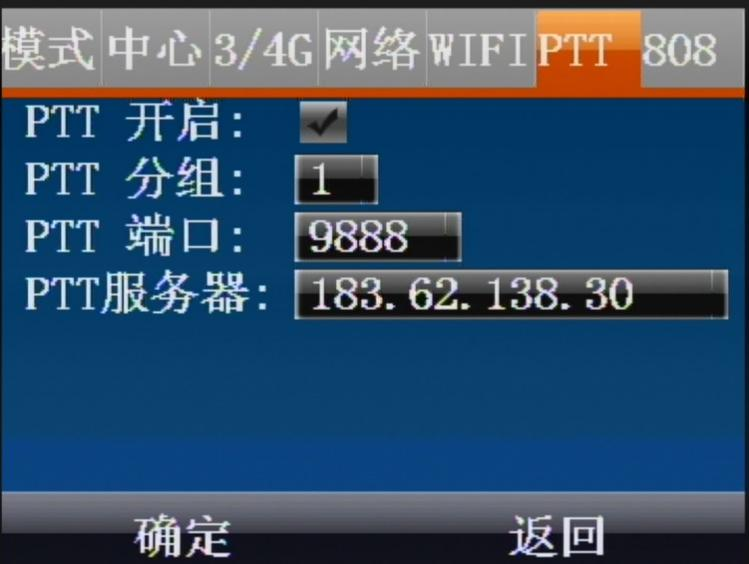 模式 中心 3/4G 网络 WIFI PTT 808
PTT 开启:
PTT 分组: 1
PTT 端口: 9888
PTT服务器: 183.62.138.30
确定 返回